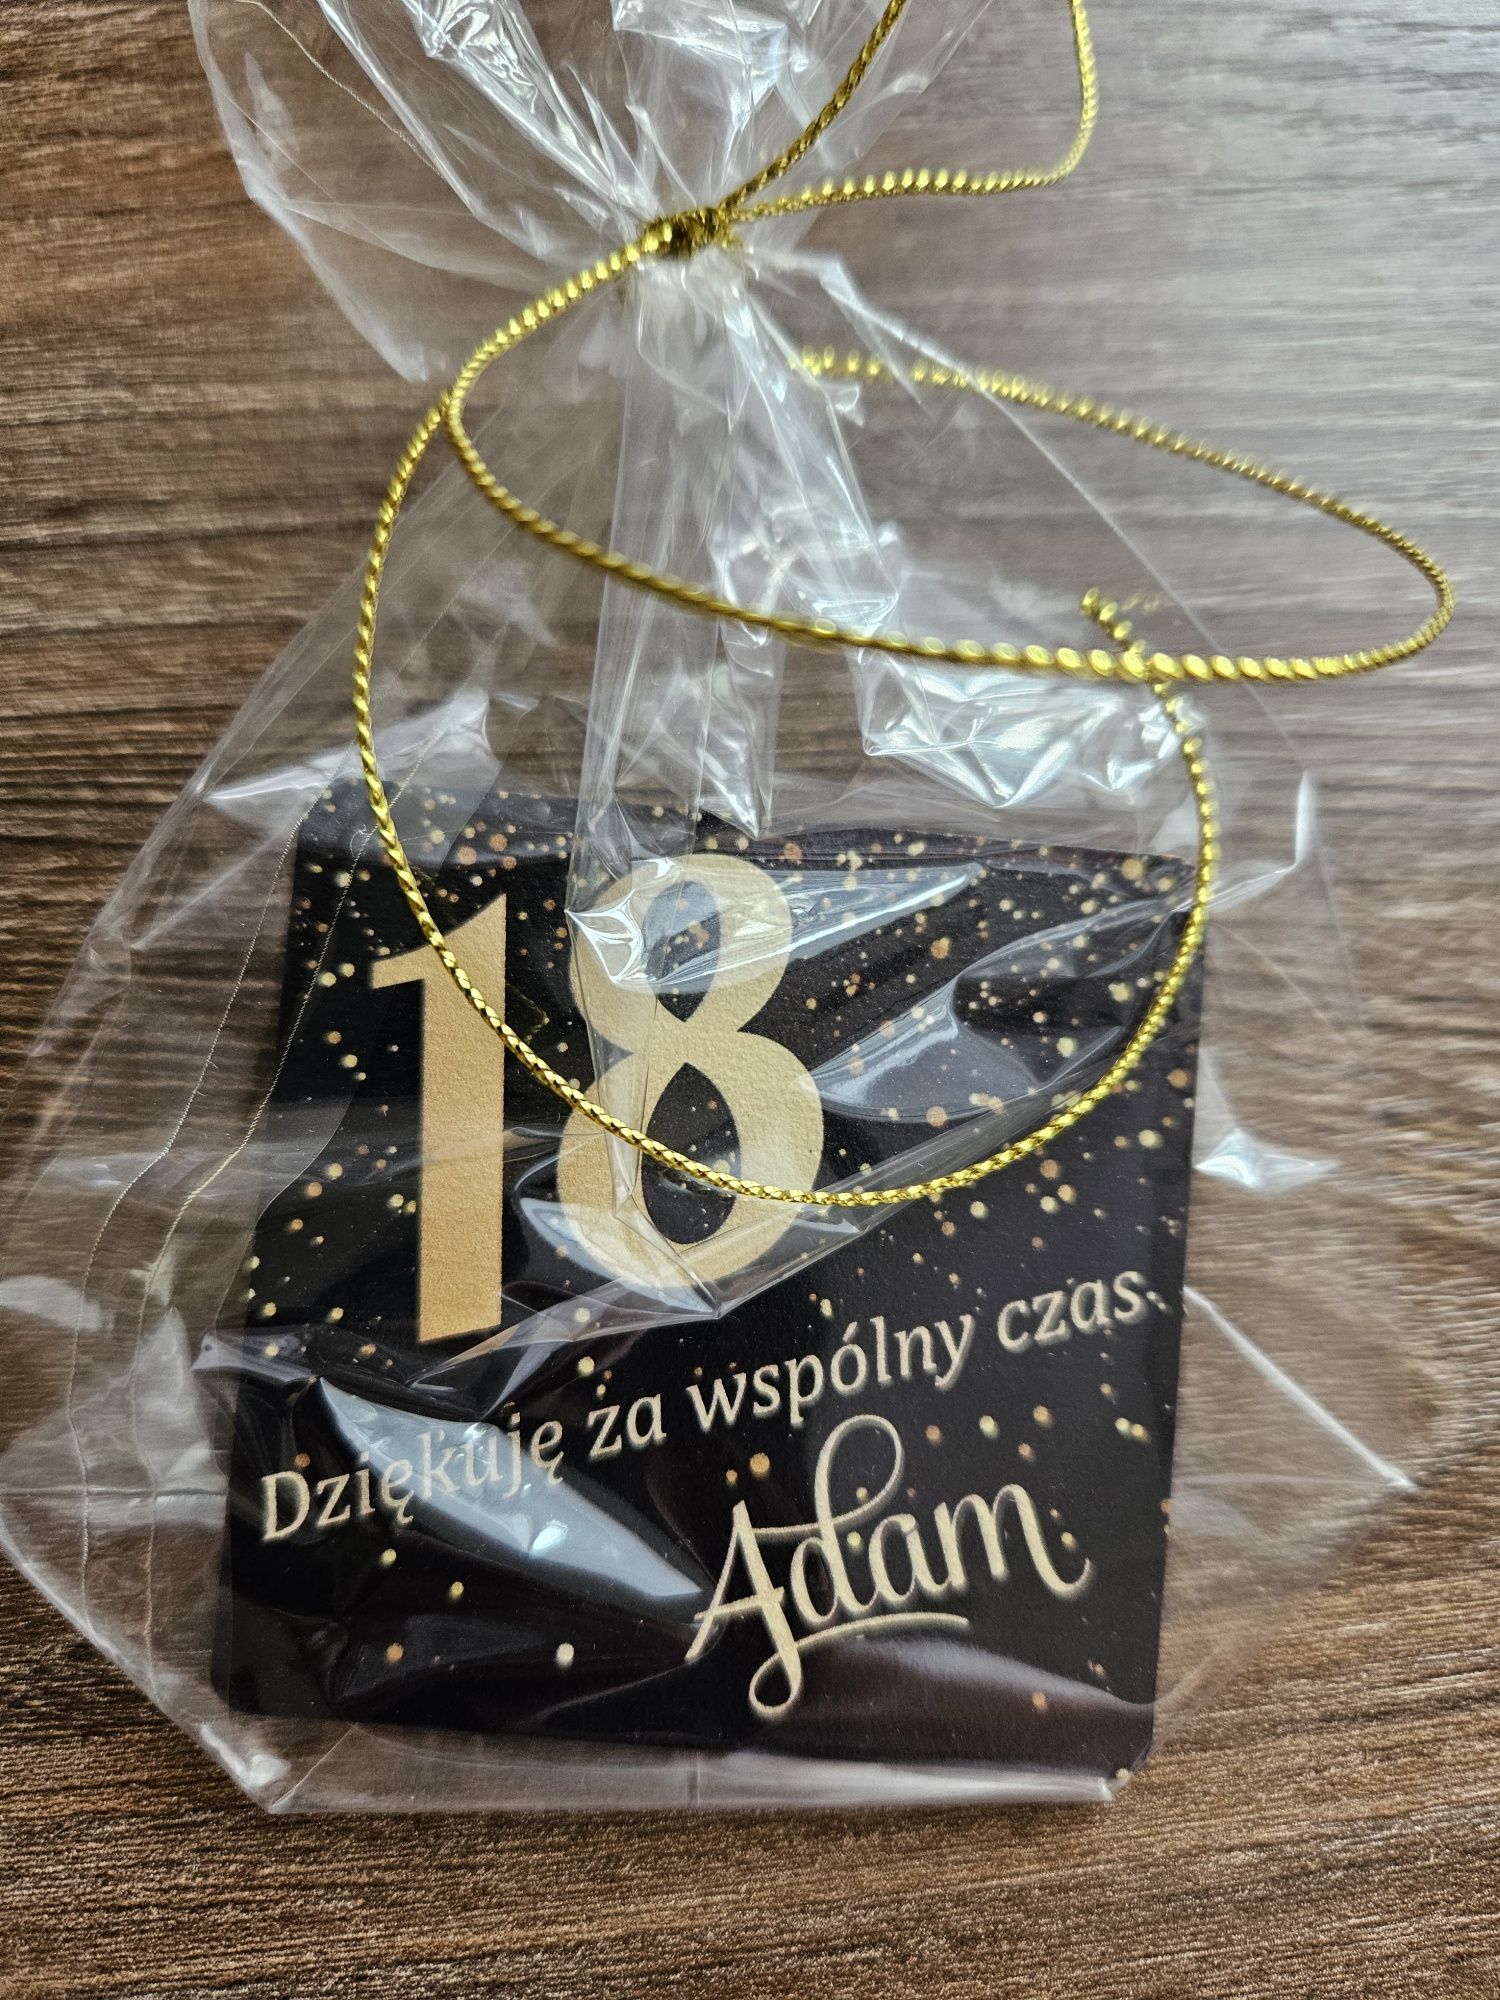 18
Dziękuję za wspólny czas.
Adam